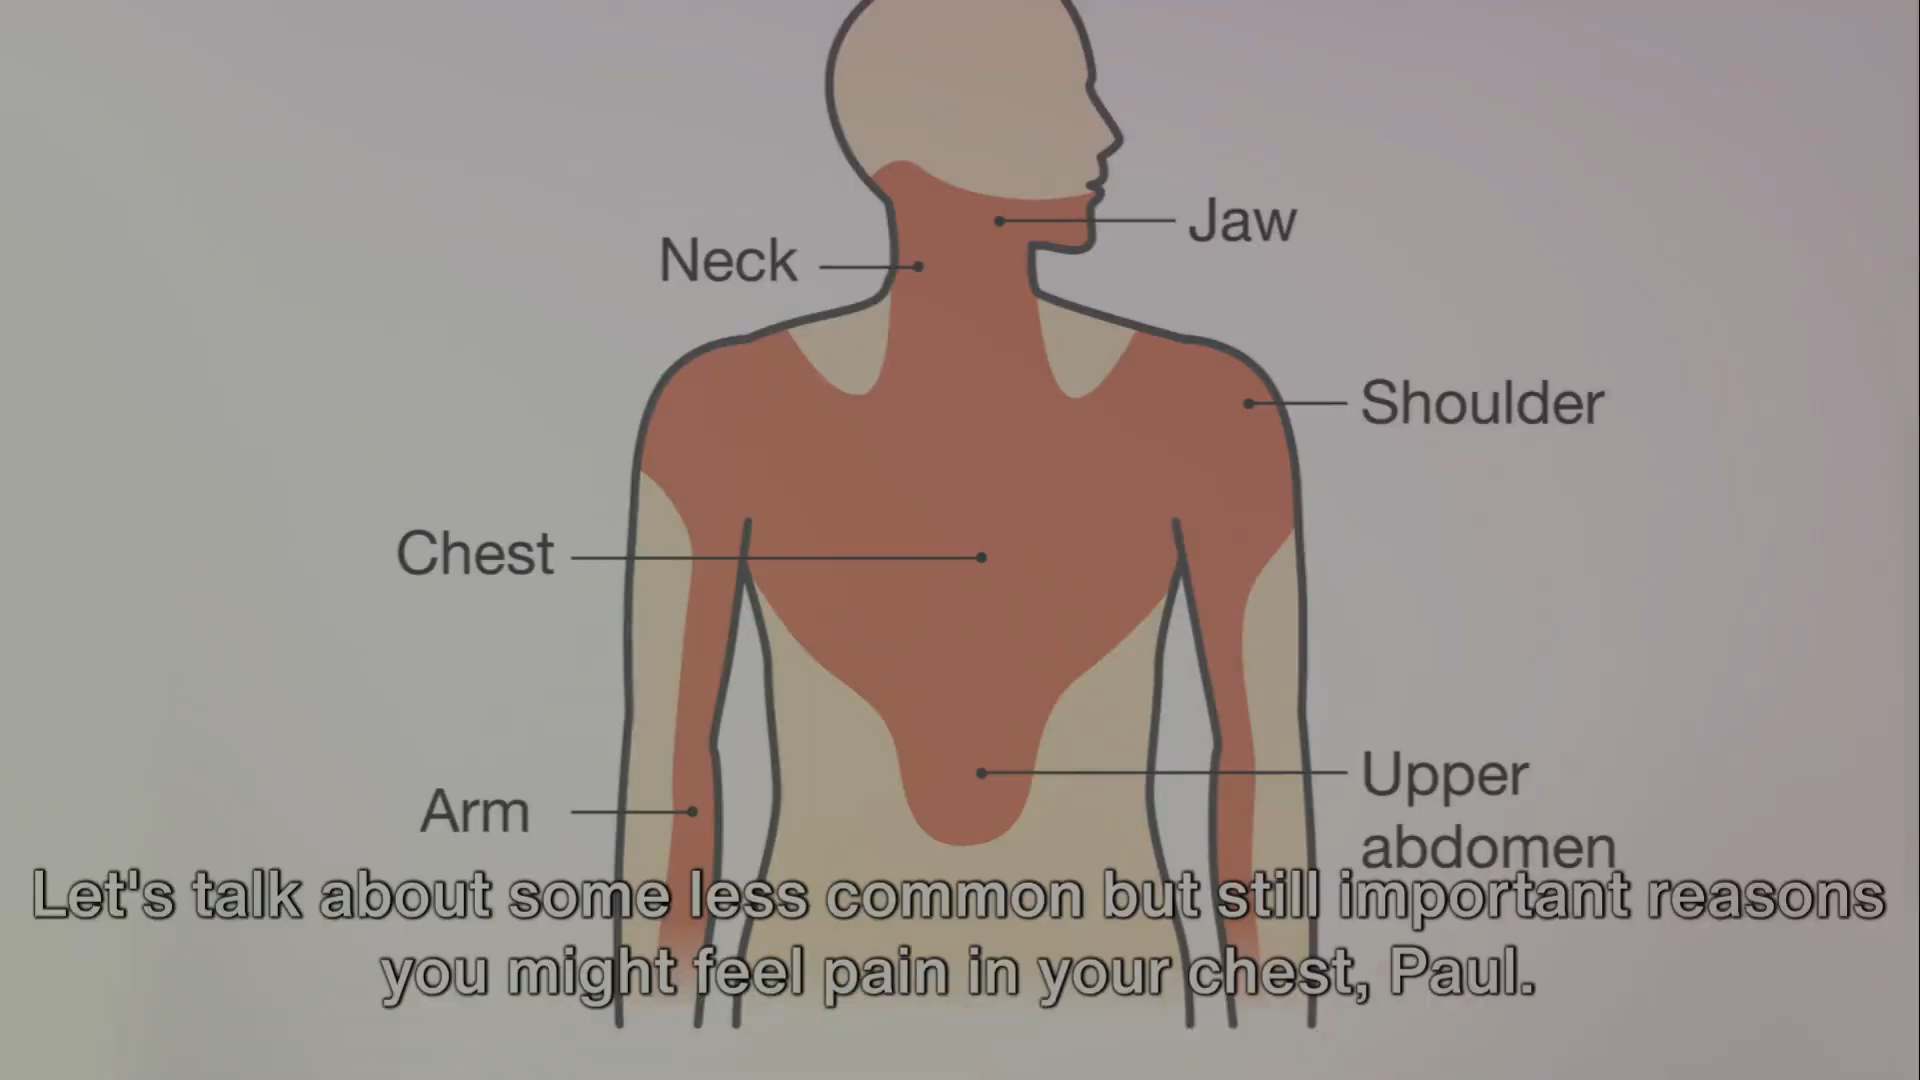 Jaw
Neck
Shoulder
Chest
Upper
abdomen
Arm
Let's talk about some less common but still important reasons
you might feel pain in your chest, Paul.